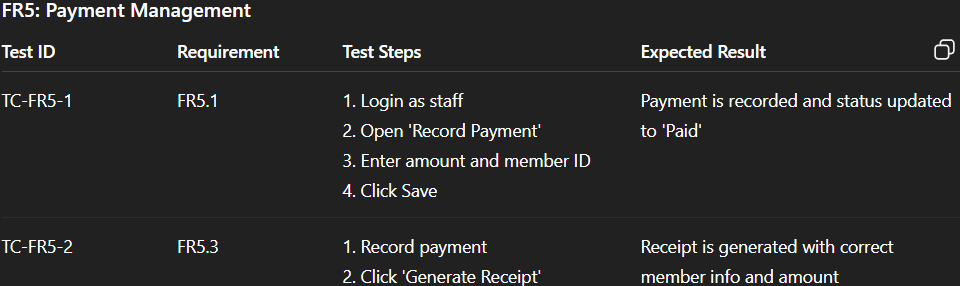 FR5: Payment Management
Test ID Requirement Test Steps Expected Result
TC-FR5-1 FR5.1 1. Login as staff Payment is recorded and status updated
2. Open 'Record Payment' to 'Paid'
3. Enter amount and member ID
4. Click Save
TC-FR5-2 FR5.3 1. Record payment Receipt is generated with correct
2. Click 'Generate Receipt' member info and amount